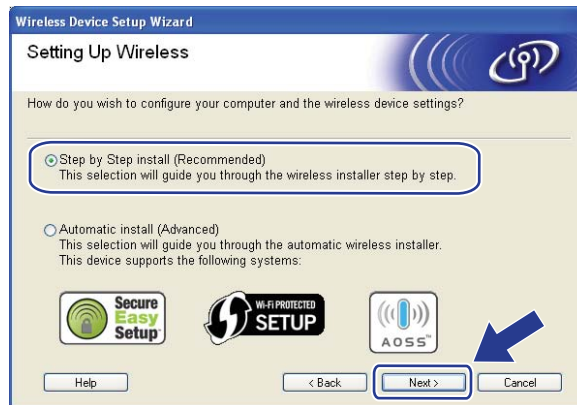 Wireless Device Setup Wizard
Setting Up Wireless
How do you wish to configure your computer and the wireless device settings?
Step by Step install (Recommended)
This selection will guide you through the wireless installer step by step.
Automatic install (Advanced)
This selection will guide you through the automatic wireless installer.
This device supports the following systems:
Secure
Easy
Setup
Wi-Fi PROTECTED
SETUP
AOSS™
Help
< Back
Next >
Cancel